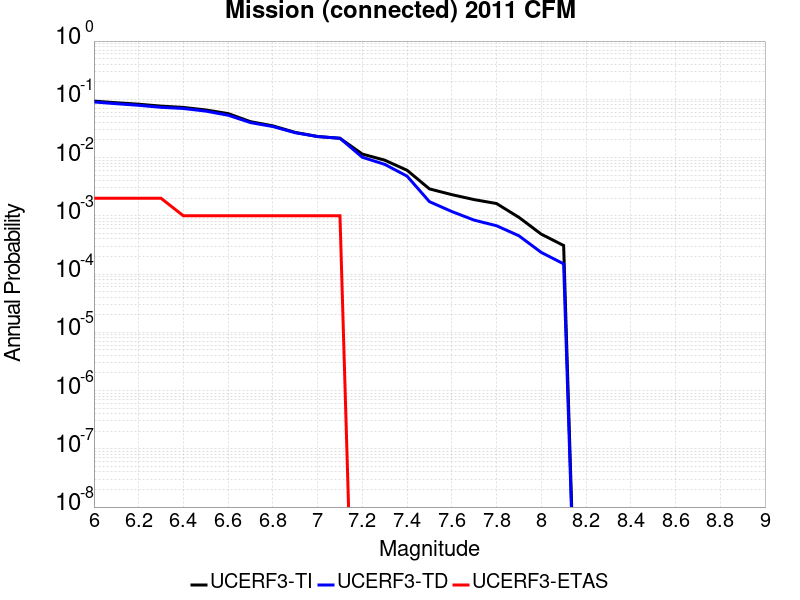 Mission (connected) 2011 CFM
10 0
10 -1
10 -2
10 -3
10 -4
10 -5
10 -6
10 -7
10 -8
Annual Probability
6 6.2 6.4 6.6 6.8 7 7.2 7.4 7.6 7.8 8 8.2 8.4 8.6 8.8 9
Magnitude
UCERF3-TI UCERF3-TD UCERF3-ETAS